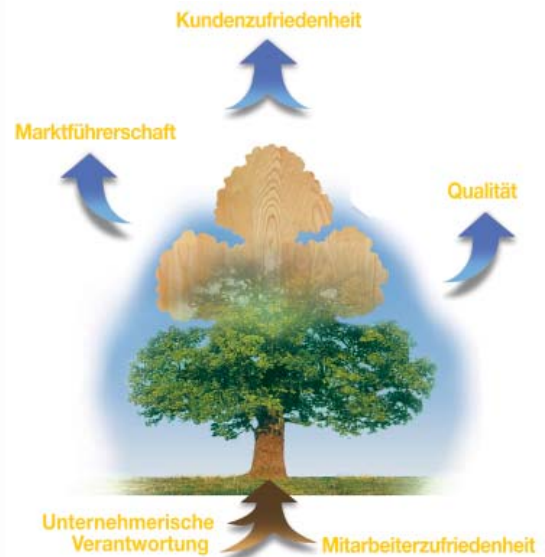 Kundenzufriedenheit
Marktführerschaft
Qualität
Unternehmerische
Verantwortung
Mitarbeiterzufriedenheit